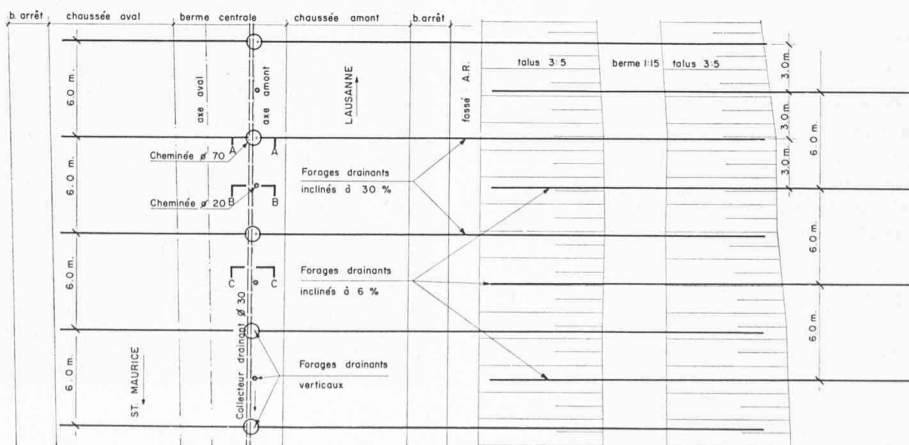 b. arrêt
chaussée aval
berme centrale
chaussée amont
b. arrêt
6.0 m.
axe aval
axe amont
LAUSANNE
fossé A.R.
talus 3:5
berme 1:15
talus 3:5
3.0 m
3.0 m
3.0 m
6.0 m.
A
A
Cheminée ø 70
6.0 m.
Forages drainants
inclinés à 30 %
B
B
Cheminée ø 20
6.0 m.
C
C
Forages drainants
inclinés à 6 %
6.0 m.
6.0 m.
6.0 m.
ST. MAURICE
Collecteur drainant Ø 30
Forages drainants
verticaux